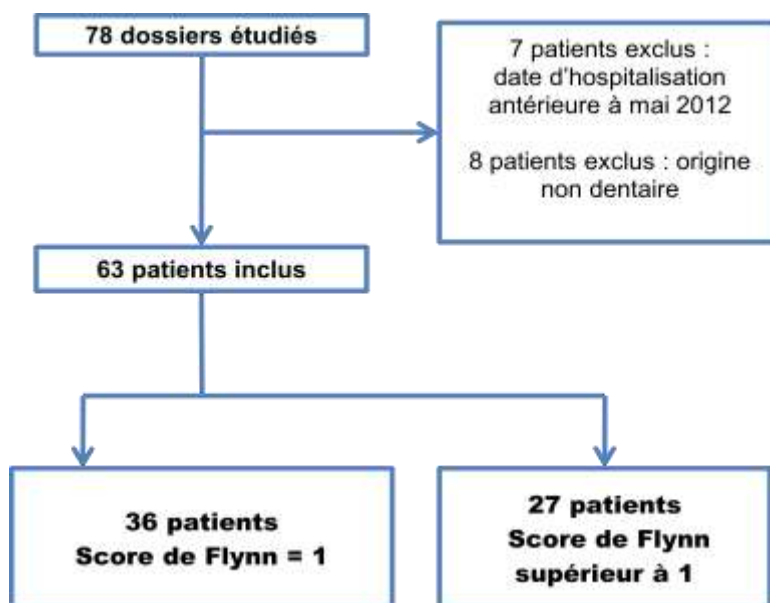 78 dossiers étudiés
7 patients exclus :
date d'hospitalisation
antérieure à mai 2012
8 patients exclus : origine
non dentaire
63 patients inclus
36 patients
Score de Flynn = 1
27 patients
Score de Flynn
supérieur à 1